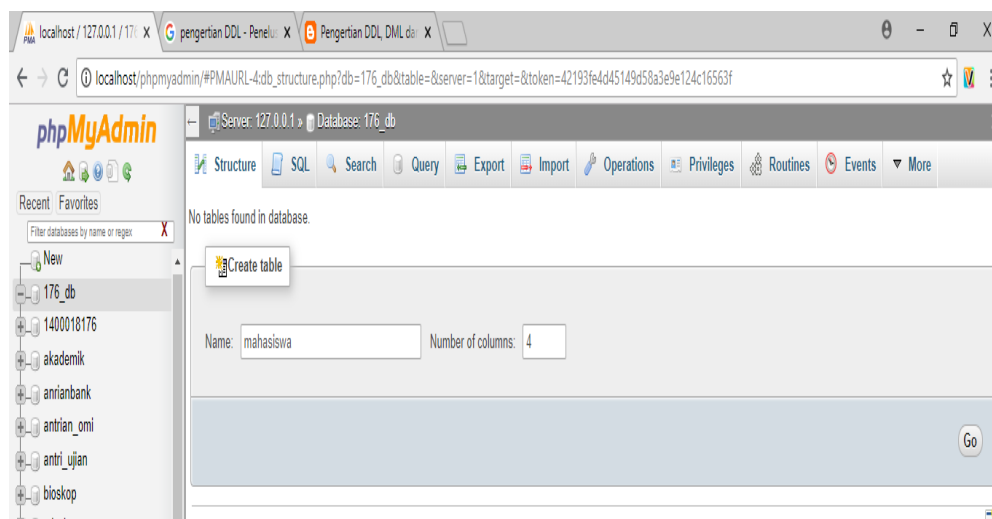 localhost / 127.0.0.1 / 17
pengertian DDL - Penelus
Pengertian DDL, DML da
localhost/phpmyadmin/#PMAURL-4:db_structure.php?db=176_db&table=&server=1&target=&token=42193fe4d45149d58a3e9e124c16563f
phpMyAdmin
Recent Favorites
Filter databases by name or regex X
New
176_db
1400018176
akademik
anrianbank
antrian_omi
antri_ujian
bioskop
Server: 127.0.0.1 » Database: 176_db
Structure SQL Search Query Export Import Operations Privileges Routines Events More
No tables found in database.
Create table
Name: mahasiswa Number of columns: 4
Go